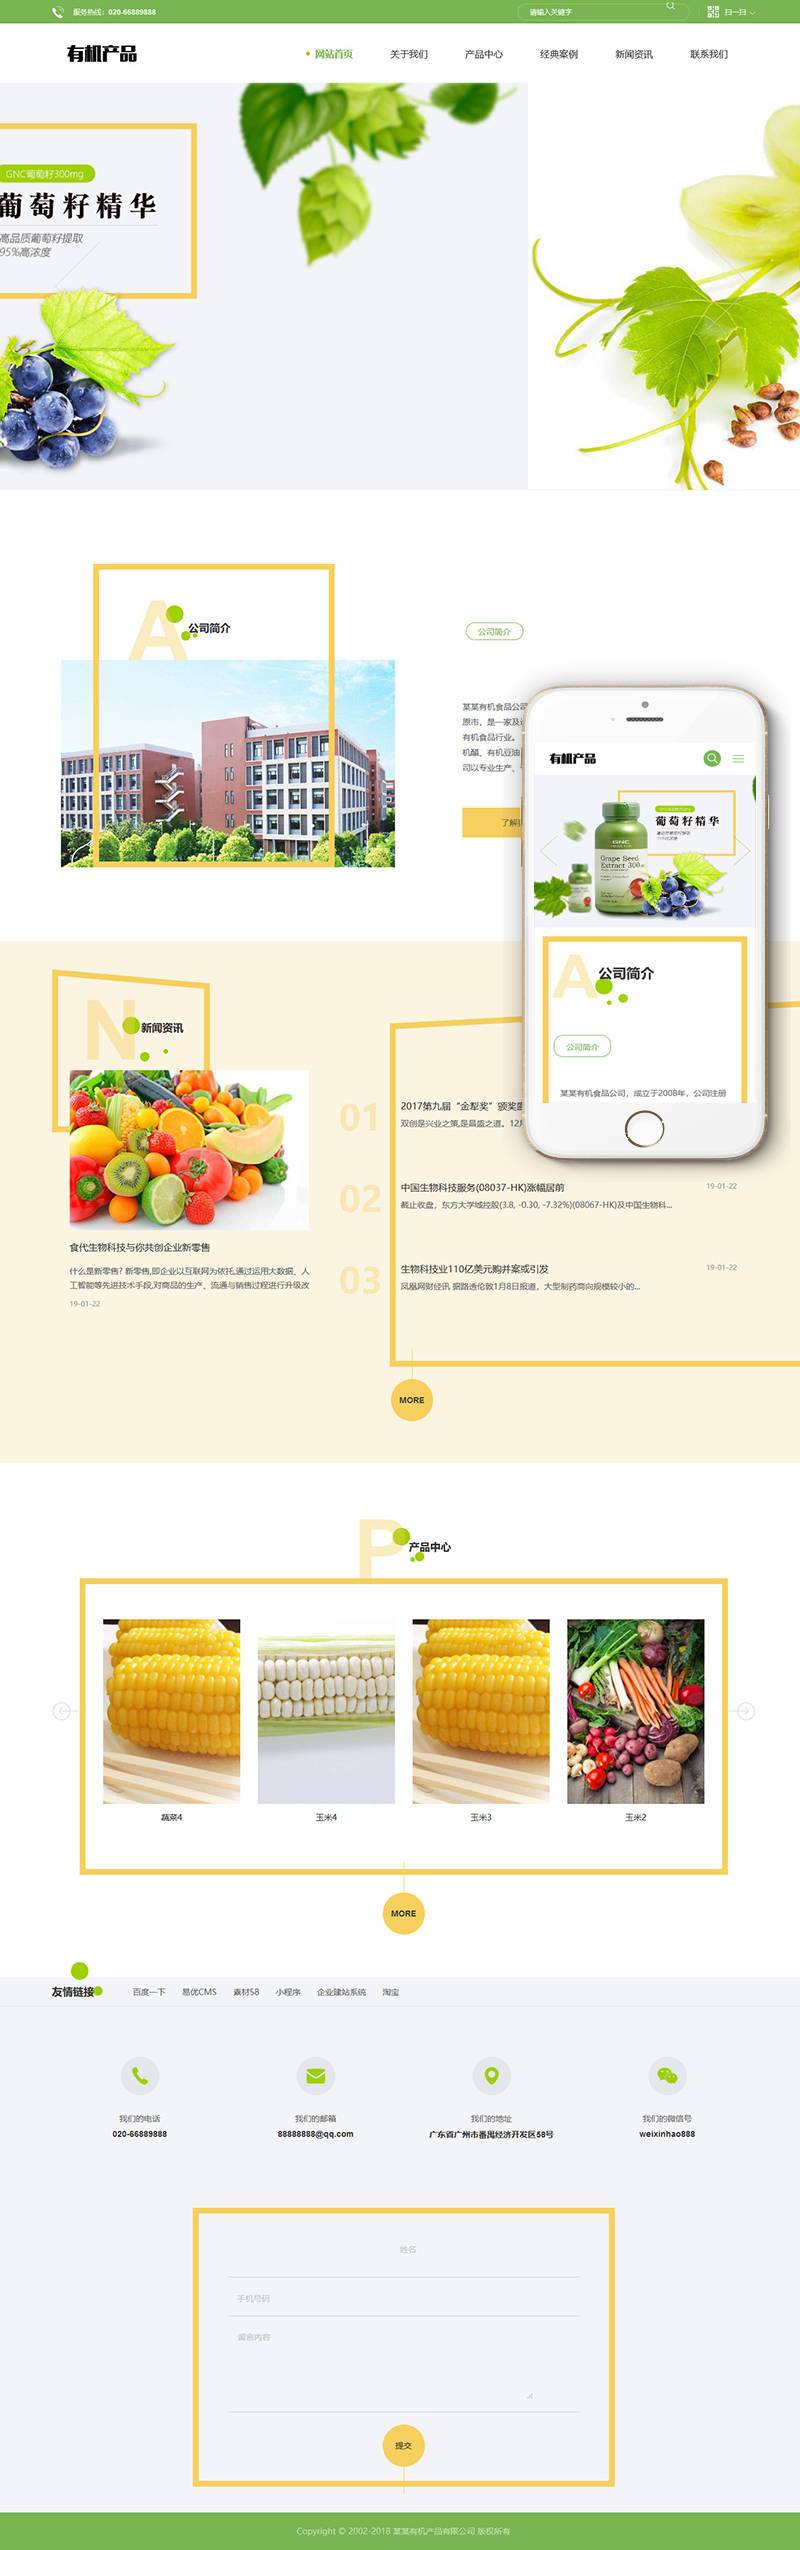 服务热线：020-66889888
请输入关键字
扫一扫
有机产品
网站首页
关于我们
产品中心
经典案例
新闻资讯
联系我们
GNC葡萄籽300mg
葡萄籽精华
高品质葡萄籽提取
95%高浓度
A
公司简介
公司简介
某某有机食品公司
原市，是一家及
有机食品行业。
机醋、有机豆油
司以专业生产、
了解
有机产品
葡萄籽精华
GNC
Grape Seed
Extract 300
A
公司简介
公司简介
某某有机食品公司，成立于2008年，公司注册
N
新闻资讯
食代生物科技与你共创企业新零售
什么是新零售? 新零售,即企业以互联网为依托,通过运用大数据、人
工智能等先进技术手段,对商品的生产、流通与销售过程进行升级改
19-01-22
01
2017第九届“金犁奖”颁奖盛
双创是兴业之策,是昌盛之道。12月
02
中国生物科技服务(08037-HK)涨幅居前
19-01-22
截止收盘，东方大学城控股(3.8, -0.30, -7.32%)(08067-HK)及中国生物科...
03
生物科技业110亿美元购并案或引发
19-01-22
凤凰网财经讯 据路透伦敦1月8日报道，大型制药商向规模较小的...
MORE
P
产品中心
蔬菜4
玉米4
玉米3
玉米2
MORE
友情链接
百度一下
易优CMS
素材58
小程序
企业建站系统
淘宝
我们的电话
020-66889888
我们的邮箱
88888888@qq.com
我们的地址
广东省广州市番禺经济开发区58号
我们的微信号
weixinhao888
姓名
手机号码
留言内容
提交
Copyright © 2002-2018 某某有机产品有限公司 版权所有